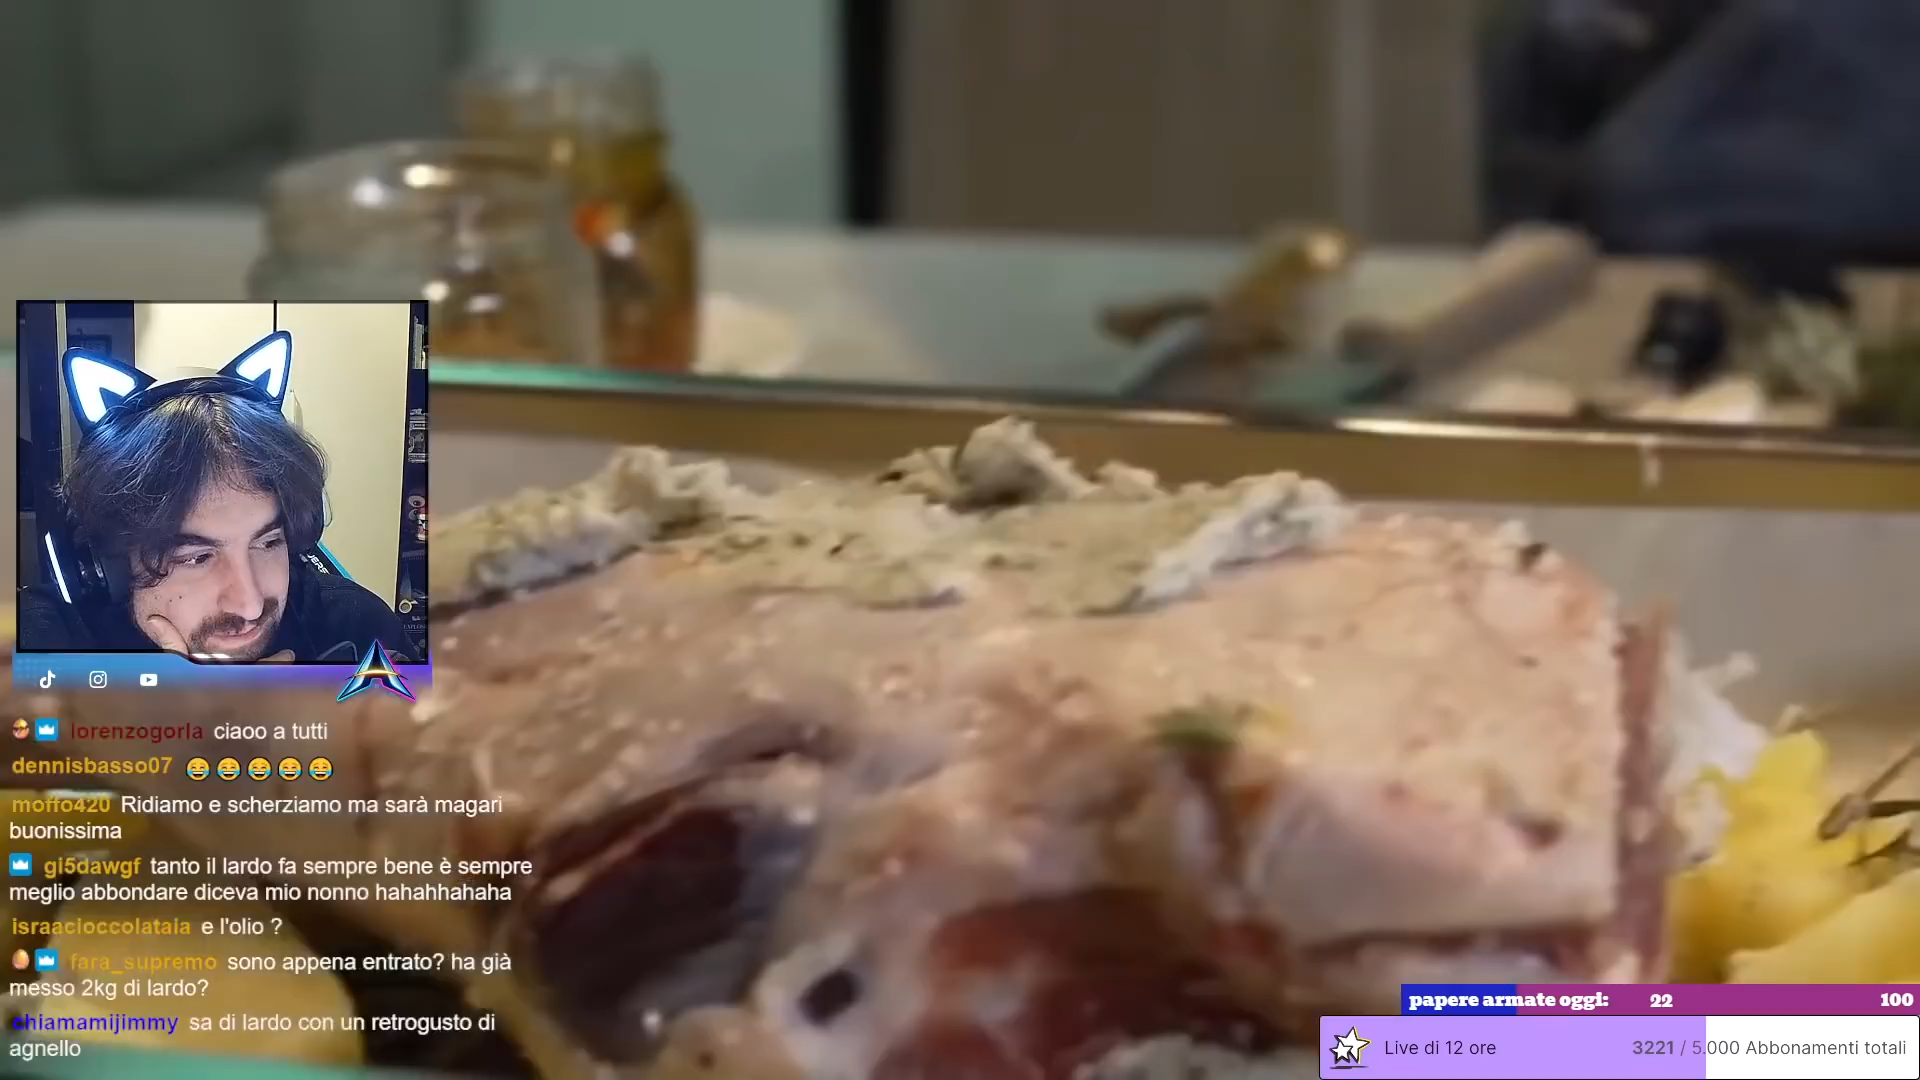 lorenzogorla ciaoo a tutti
dennisbasso07 😂😂😂😂😂
moffo420 Ridiamo e scherziamo ma sarà magari
buonissima
gi5dawgf tanto il lardo fa sempre bene è sempre
meglio abbondare diceva mio nonno hahahhahaha
israacioccolataia e l'olio ?
fara_supremo sono appena entrato? ha già
messo 2kg di lardo?
chiamamijimmy sa di lardo con un retrogusto di
agnello
papere armate oggi: 22 100
Live di 12 ore 3221 / 5.000 Abbonamenti totali